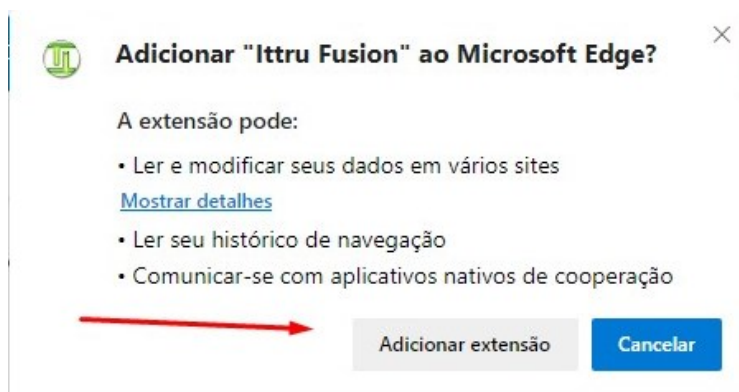 Adicionar "Ittru Fusion" ao Microsoft Edge?
A extensão pode:
• Ler e modificar seus dados em vários sites
Mostrar detalhes
• Ler seu histórico de navegação
• Comunicar-se com aplicativos nativos de cooperação
Adicionar extensão
Cancelar